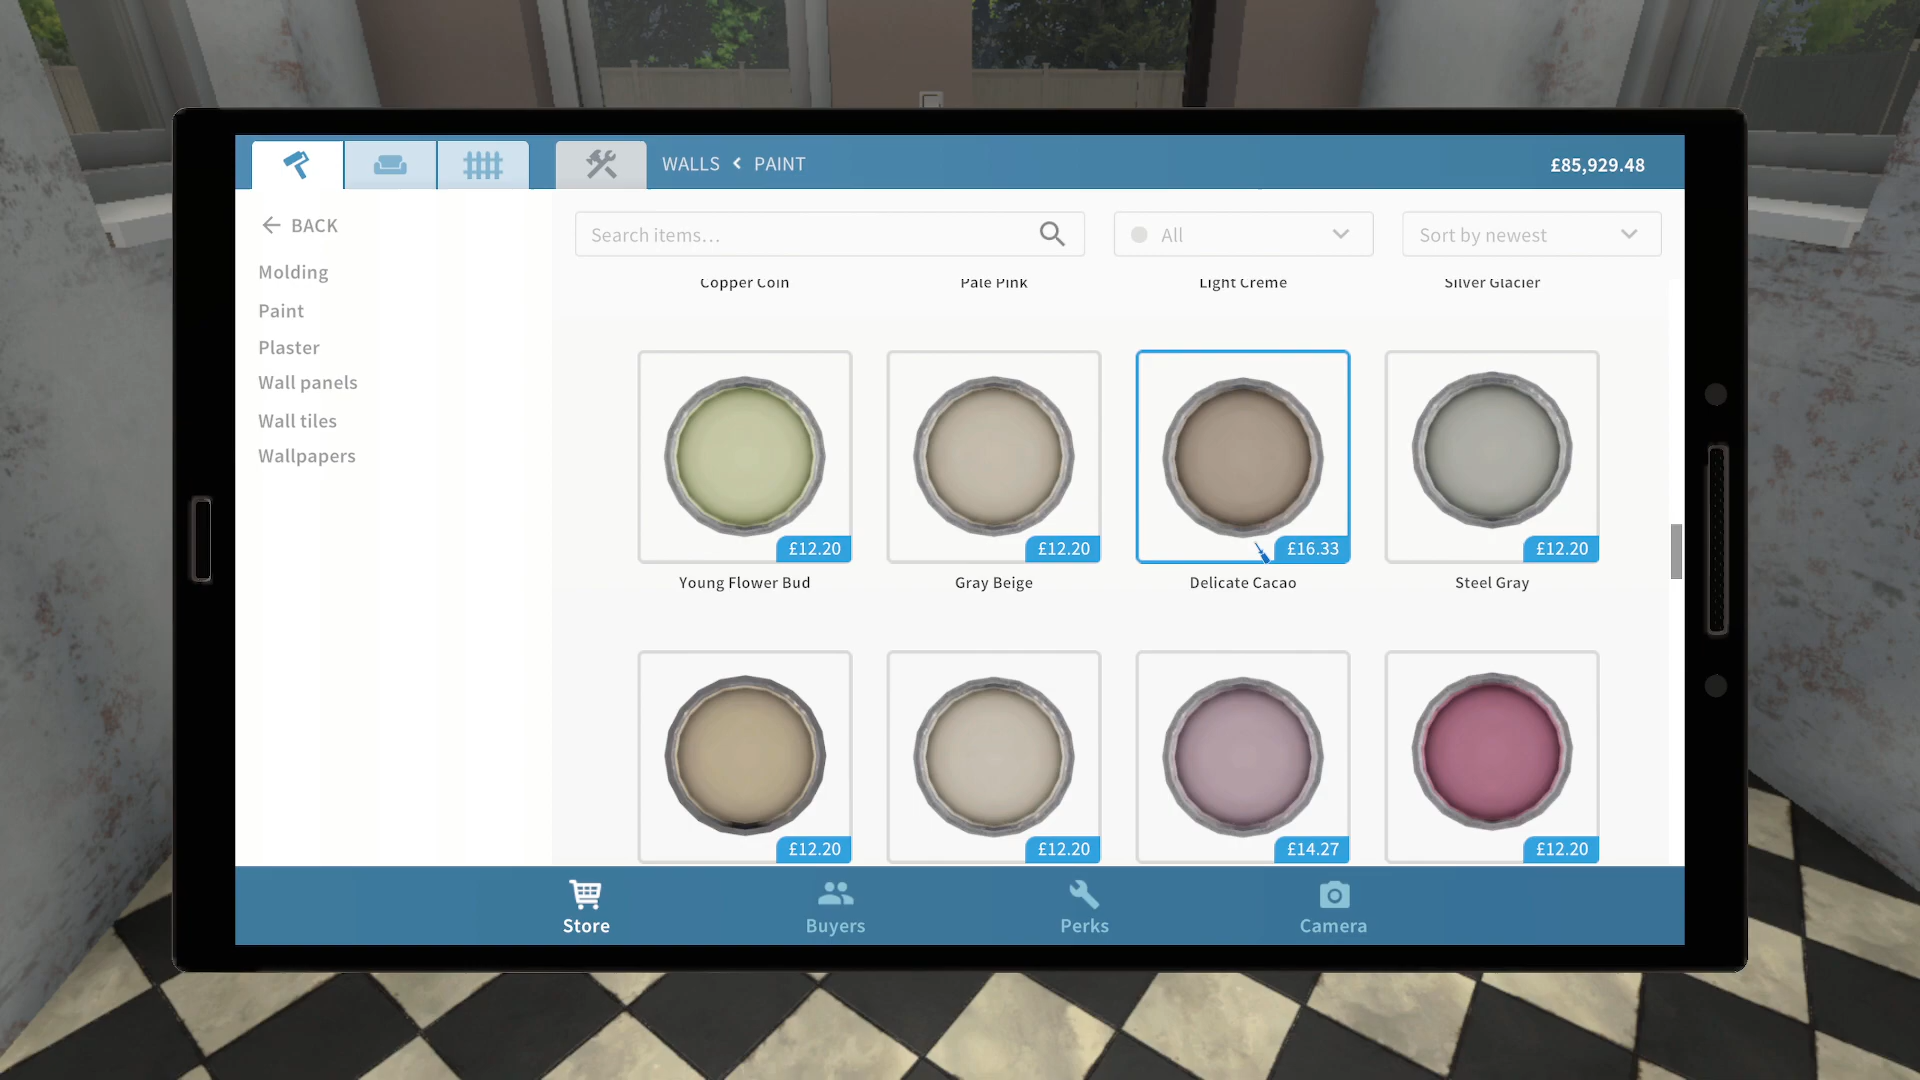 WALLS < PAINT
£85,929.48
BACK
Molding
Paint
Plaster
Wall panels
Wall tiles
Wallpapers
Search items...
All
Sort by newest
Copper Coin
Pale Pink
Light Creme
Silver Glacier
£12.20
£12.20
£16.33
£12.20
Young Flower Bud
Gray Beige
Delicate Cacao
Steel Gray
£12.20
£12.20
£14.27
£12.20
Store
Buyers
Perks
Camera